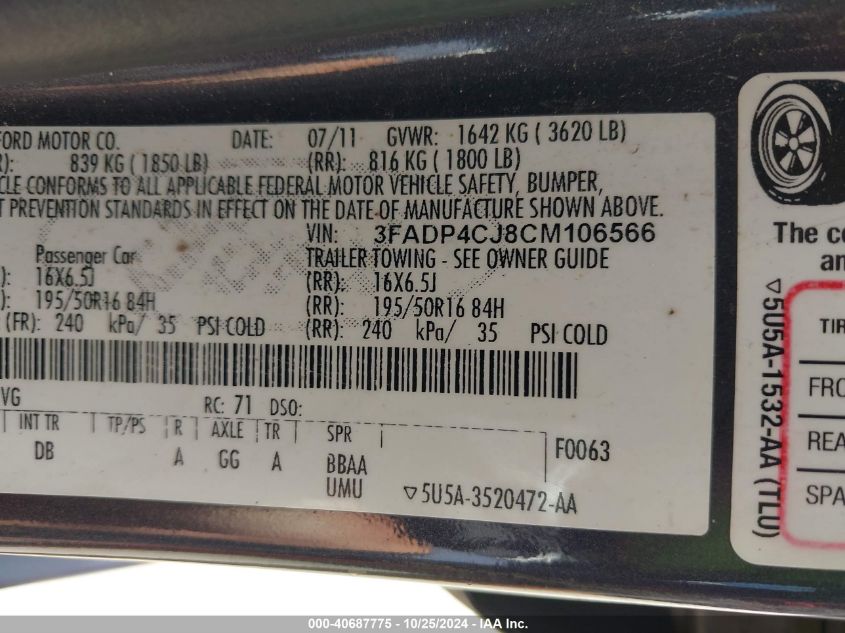 FORD MOTOR CO. DATE: 07/11 GVWR: 1642 KG ( 3620 LB)
R): 839 KG ( 1850 LB) (RR): 816 KG ( 1800 LB)
CLE CONFORMS TO ALL APPLICABLE FEDERAL MOTOR VEHICLE SAFETY, BUMPER,
T PREVENTION STANDARDS IN EFFECT ON THE DATE OF MANUFACTURE SHOWN ABOVE.
VIN: 3FADP4CJ8CM106566
Passenger Car TRAILER TOWING - SEE OWNER GUIDE
): 16X6.5J (RR): 16X6.5J
): 195/50R16 84H (RR): 195/50R16 84H
(FR): 240 kPa/ 35 PSI COLD (RR): 240 kPa/ 35 PSI COLD
VG RC: 71 DSO:
INT TR TP/PS R AXLE TR SPR F0063
DB A GG A BBAA
UMU ▽5U5A-3520472-AA
The co
an
▽5U5A-1532-AA (TLU)
TIR
FRO
REA
SPA
000-40687775 - 10/25/2024 - IAA Inc.